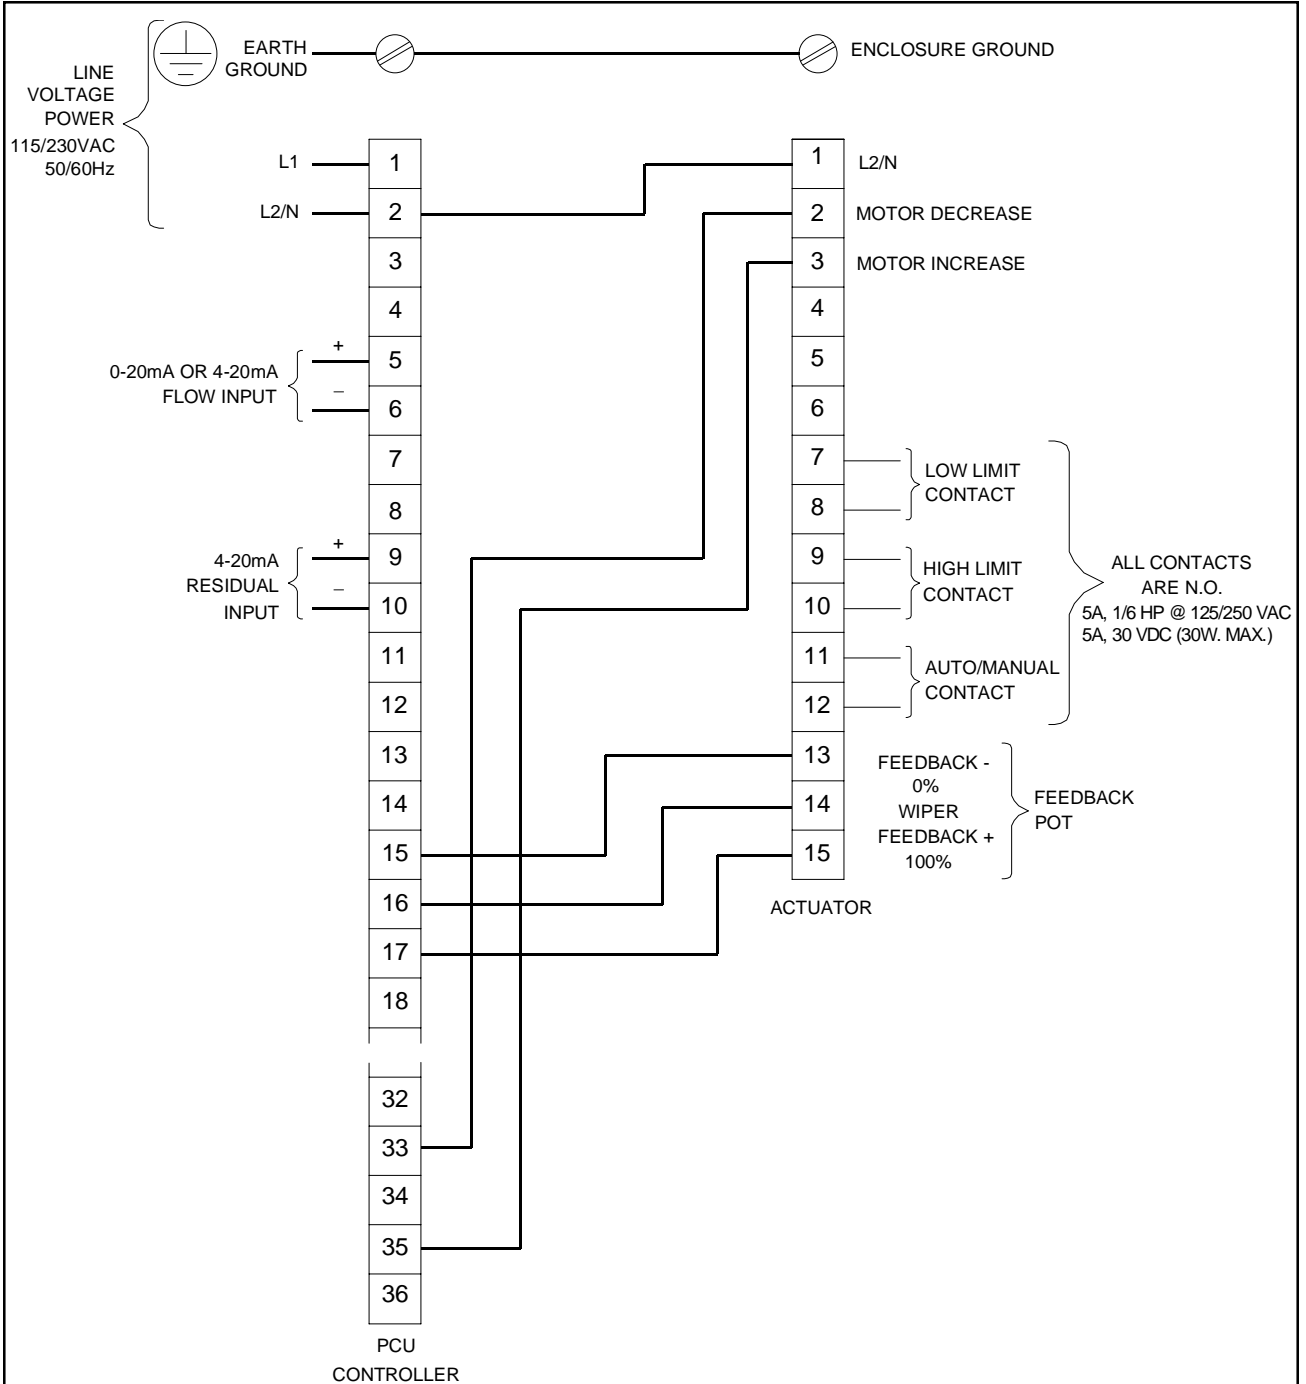 EARTH
GROUND
ENCLOSURE GROUND
LINE
VOLTAGE
POWER
115/230VAC
50/60Hz
L1
L2/N
1
2
3
4
5
6
7
8
9
10
11
12
13
14
15
16
17
18
32
33
34
35
36
PCU
CONTROLLER
+
0-20mA OR 4-20mA
FLOW INPUT
–
+
4-20mA
RESIDUAL
INPUT
–
1
2
3
4
5
6
7
8
9
10
11
12
13
14
15
ACTUATOR
L2/N
MOTOR DECREASE
MOTOR INCREASE
LOW LIMIT
CONTACT
HIGH LIMIT
CONTACT
AUTO/MANUAL
CONTACT
ALL CONTACTS
ARE N.O.
5A, 1/6 HP @ 125/250 VAC
5A, 30 VDC (30W. MAX.)
FEEDBACK -
0%
WIPER
FEEDBACK +
100%
FEEDBACK
POT